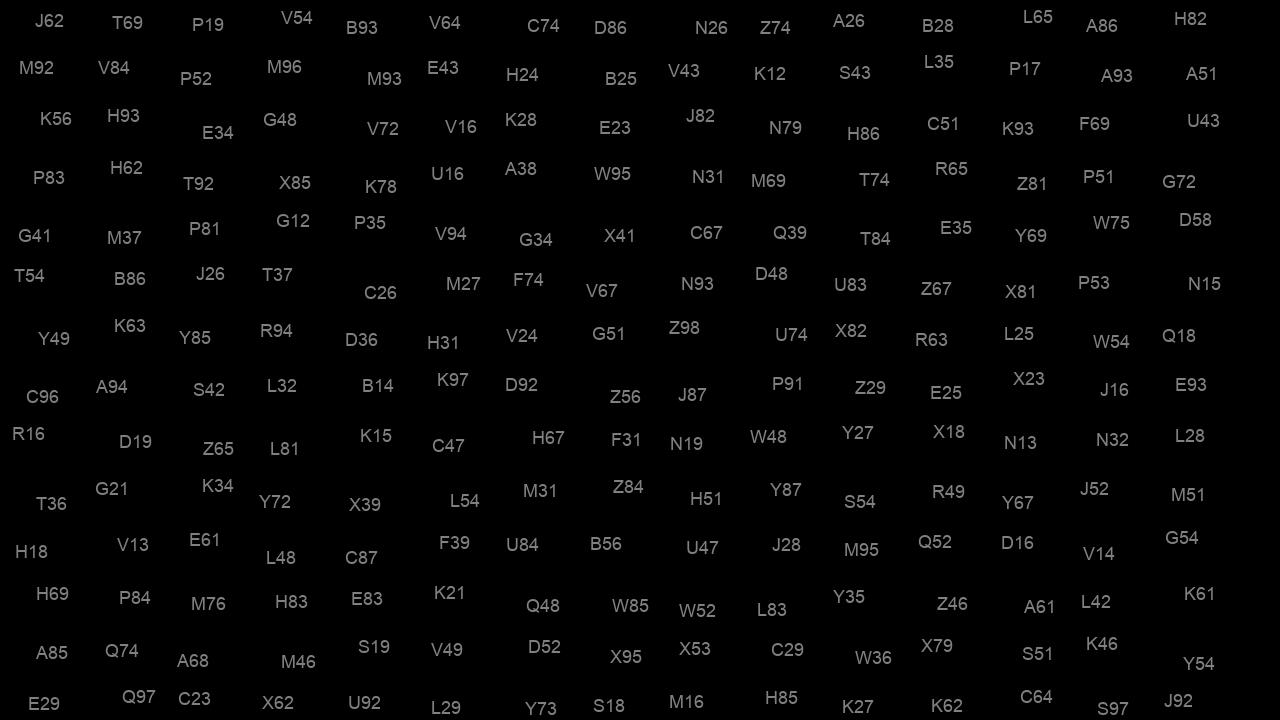 J62 T69 P19 V54 B93 V64 C74 D86 N26 Z74 A26 B28 L65 A86 H82
M92 V84 P52 M96 M93 E43 H24 B25 V43 K12 S43 L35 P17 A93 A51
K56 H93 E34 G48 V72 V16 K28 E23 J82 N79 H86 C51 K93 F69 U43
P83 H62 T92 X85 K78 U16 A38 W95 N31 M69 T74 R65 Z81 P51 G72
G41 M37 P81 G12 P35 V94 G34 X41 C67 Q39 T84 E35 Y69 W75 D58
T54 B86 J26 T37 C26 M27 F74 V67 N93 D48 U83 Z67 X81 P53 N15
Y49 K63 Y85 R94 D36 H31 V24 G51 Z98 U74 X82 R63 L25 W54 Q18
C96 A94 S42 L32 B14 K97 D92 Z56 J87 P91 Z29 E25 X23 J16 E93
R16 D19 Z65 L81 K15 C47 H67 F31 N19 W48 Y27 X18 N13 N32 L28
T36 G21 K34 Y72 X39 L54 M31 Z84 H51 Y87 S54 R49 Y67 J52 M51
H18 V13 E61 L48 C87 F39 U84 B56 U47 J28 M95 Q52 D16 V14 G54
H69 P84 M76 H83 E83 K21 Q48 W85 W52 L83 Y35 Z46 A61 L42 K61
A85 Q74 A68 M46 S19 V49 D52 X95 X53 C29 W36 X79 S51 K46 Y54
E29 Q97 C23 X62 U92 L29 Y73 S18 M16 H85 K27 K62 C64 S97 J92